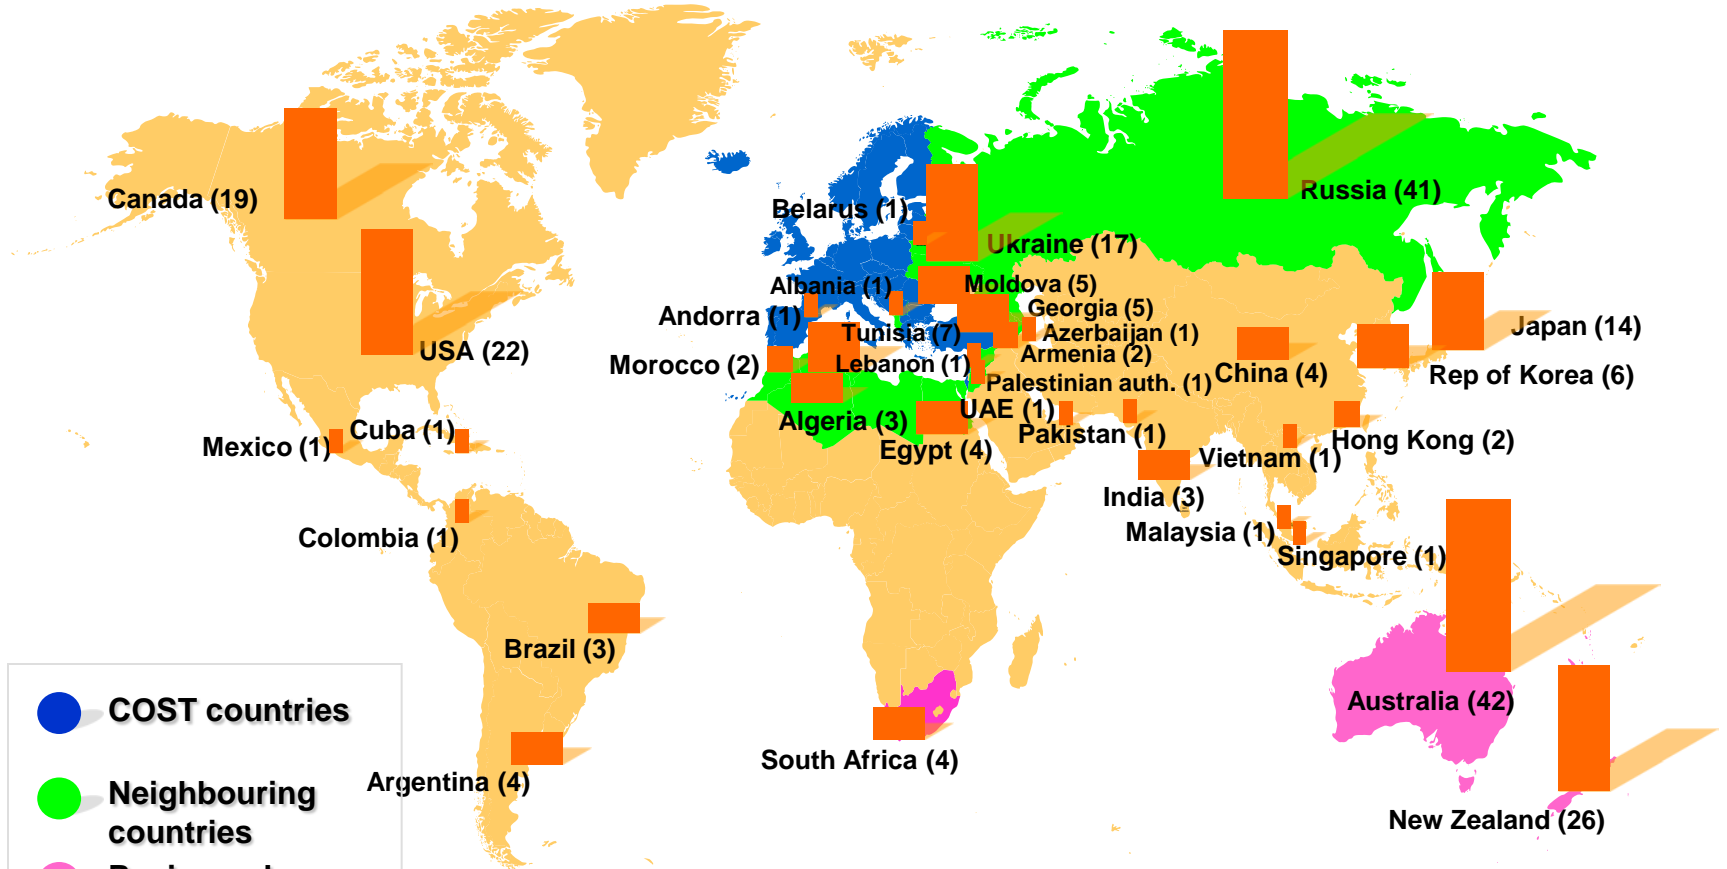 Canada (19)
USA (22)
Mexico (1)
Cuba (1)
Colombia (1)
Brazil (3)
Argentina (4)
Belarus (1)
Ukraine (17)
Russia (41)
Albania (1)
Moldova (5)
Andorra (1)
Georgia (5)
Tunisia (7)
Azerbaijan (1)
Armenia (2)
Morocco (2)
Lebanon (1)
Palestinian auth. (1)
Algeria (3)
UAE (1)
Egypt (4)
Pakistan (1)
China (4)
Japan (14)
Rep of Korea (6)
Hong Kong (2)
Vietnam (1)
India (3)
Malaysia (1)
Singapore (1)
South Africa (4)
Australia (42)
New Zealand (26)
COST countries
Neighbouring
countries